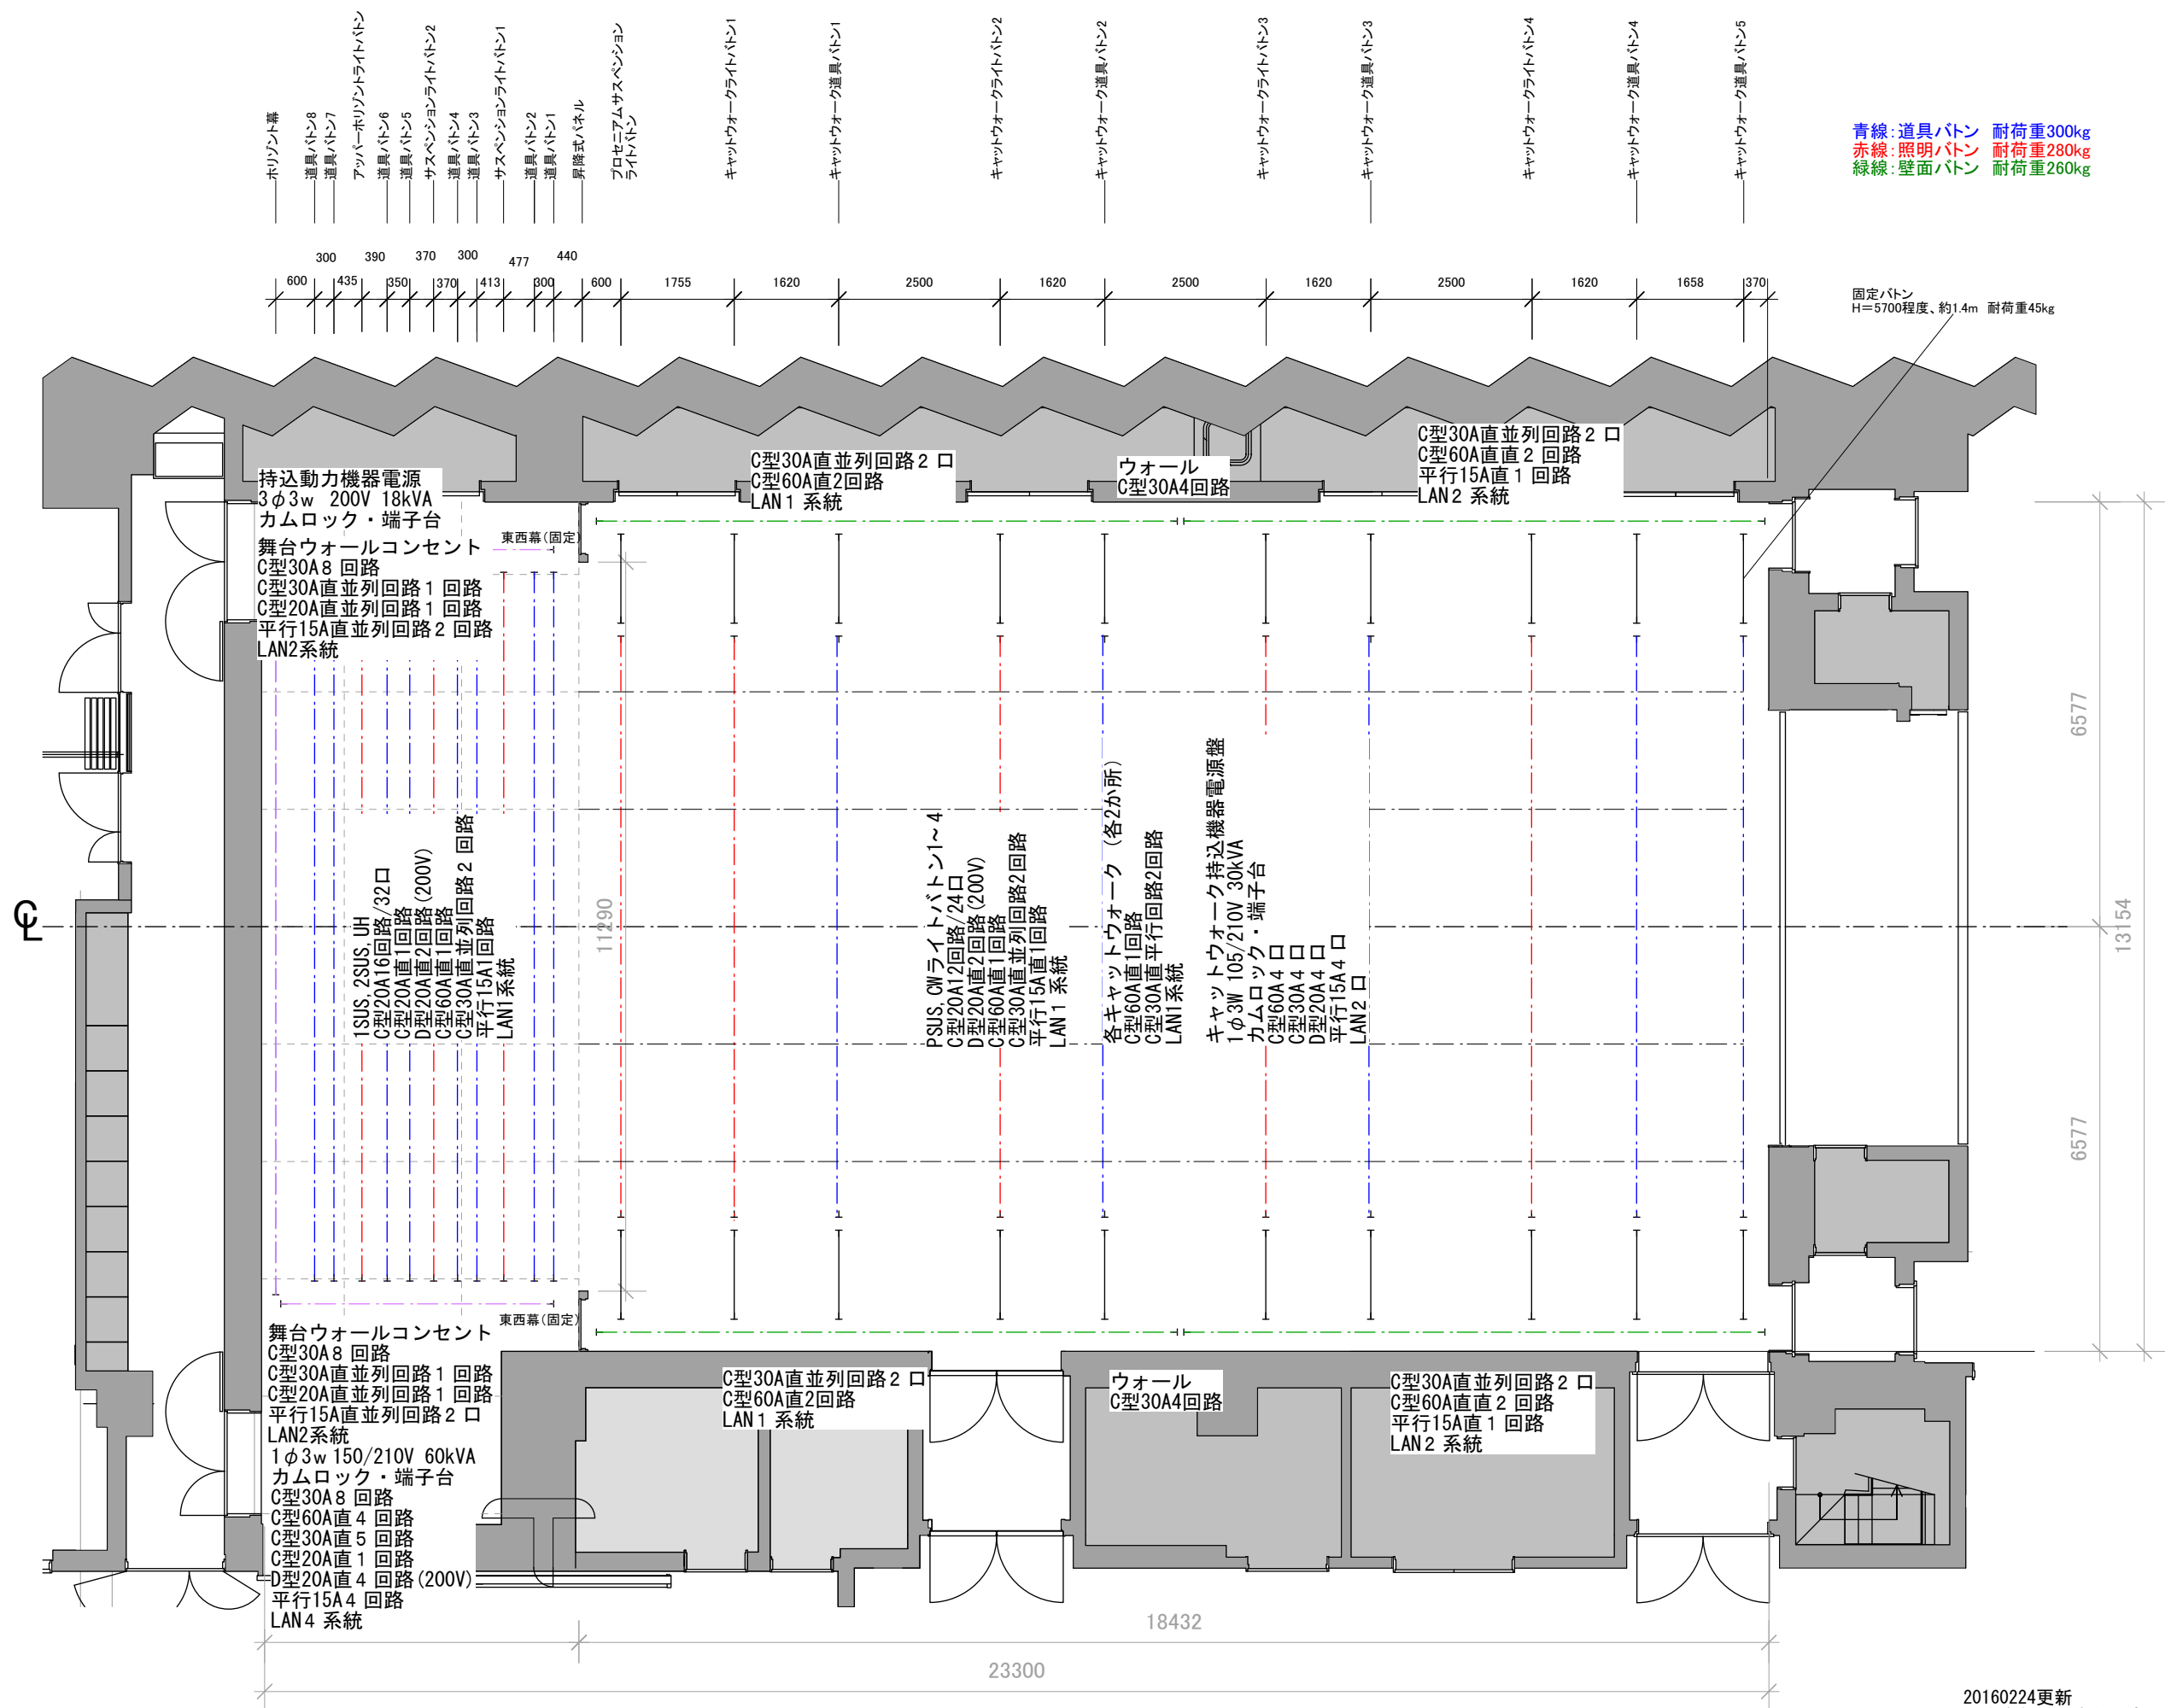 ホリゾント幕
道具バトン8
道具バトン7
アッパーホリゾントライトバトン
道具バトン6
道具バトン5
サスペンションライトバトン2
道具バトン4
道具バトン3
サスペンションライトバトン1
道具バトン2
道具バトン1
昇降式パネル
プロセニアムサスペンション
ライトバトン
キャットウォークライトバトン1
キャットウォーク道具バトン1
キャットウォークライトバトン2
キャットウォーク道具バトン2
キャットウォークライトバトン3
キャットウォーク道具バトン3
キャットウォークライトバトン4
キャットウォーク道具バトン4
キャットウォーク道具バトン5
青線:道具バトン 耐荷重300kg
赤線:照明バトン 耐荷重280kg
緑線:壁面バトン 耐荷重260kg
600
300
435
390
350
370
370
300
413
477
300
440
600
1755
1620
2500
1620
2500
1620
2500
1620
1658
370
固定バトン
H=5700程度、約1.4m 耐荷重45kg
持込動力機器電源
3φ3w 200V 18kVA
カムロック・端子台
舞台ウォールコンセント
C型30A8 回路
C型30A直並列回路1 回路
C型20A直並列回路1 回路
平行15A直並列回路2 回路
LAN2系統
東西幕(固定)
C型30A直並列回路2 口
C型60A直2回路
LAN1 系統
ウォール
C型30A4回路
C型30A直並列回路2 口
C型60A直直2 回路
平行15A直1 回路
LAN2 系統
1SUS,2SUS,UH
C型20A16回路/32口
C型20A直1回路
D型20A直2回路(200V)
C型60A直1回路
C型30A直並列回路2 回路
平行15A1回路
LAN1系統
11290
PSUS,CWライトバトン1~4
C型20A12回路/24口
D型20A直2回路(200V)
C型60A直1回路
C型30A直並列回路2回路
平行15A直1回路
LAN1 系統
各キャットウォーク (各2か所)
C型60A直1回路
C型30A直平行回路2回路
LAN1系統
キャットウォーク持込機器電源盤
1φ3W 105/210V 30kVA
カムロック・端子台
C型60A4 口
C型30A4 口
D型20A4 口
平行15A4 口
LAN2 口
6577
13154
6577
℄
東西幕(固定)
舞台ウォールコンセント
C型30A8 回路
C型30A直並列回路1 回路
C型20A直並列回路1 回路
平行15A直並列回路2 口
LAN2系統
1φ3w 150/210V 60kVA
カムロック・端子台
C型30A8 回路
C型60A直4 回路
C型30A直5 回路
C型20A直1 回路
D型20A直4 回路(200V)
平行15A4 回路
LAN4 系統
C型30A直並列回路2 口
C型60A直2回路
LAN1 系統
ウォール
C型30A4回路
C型30A直並列回路2 口
C型60A直直2 回路
平行15A直1 回路
LAN2 系統
18432
23300
20160224更新